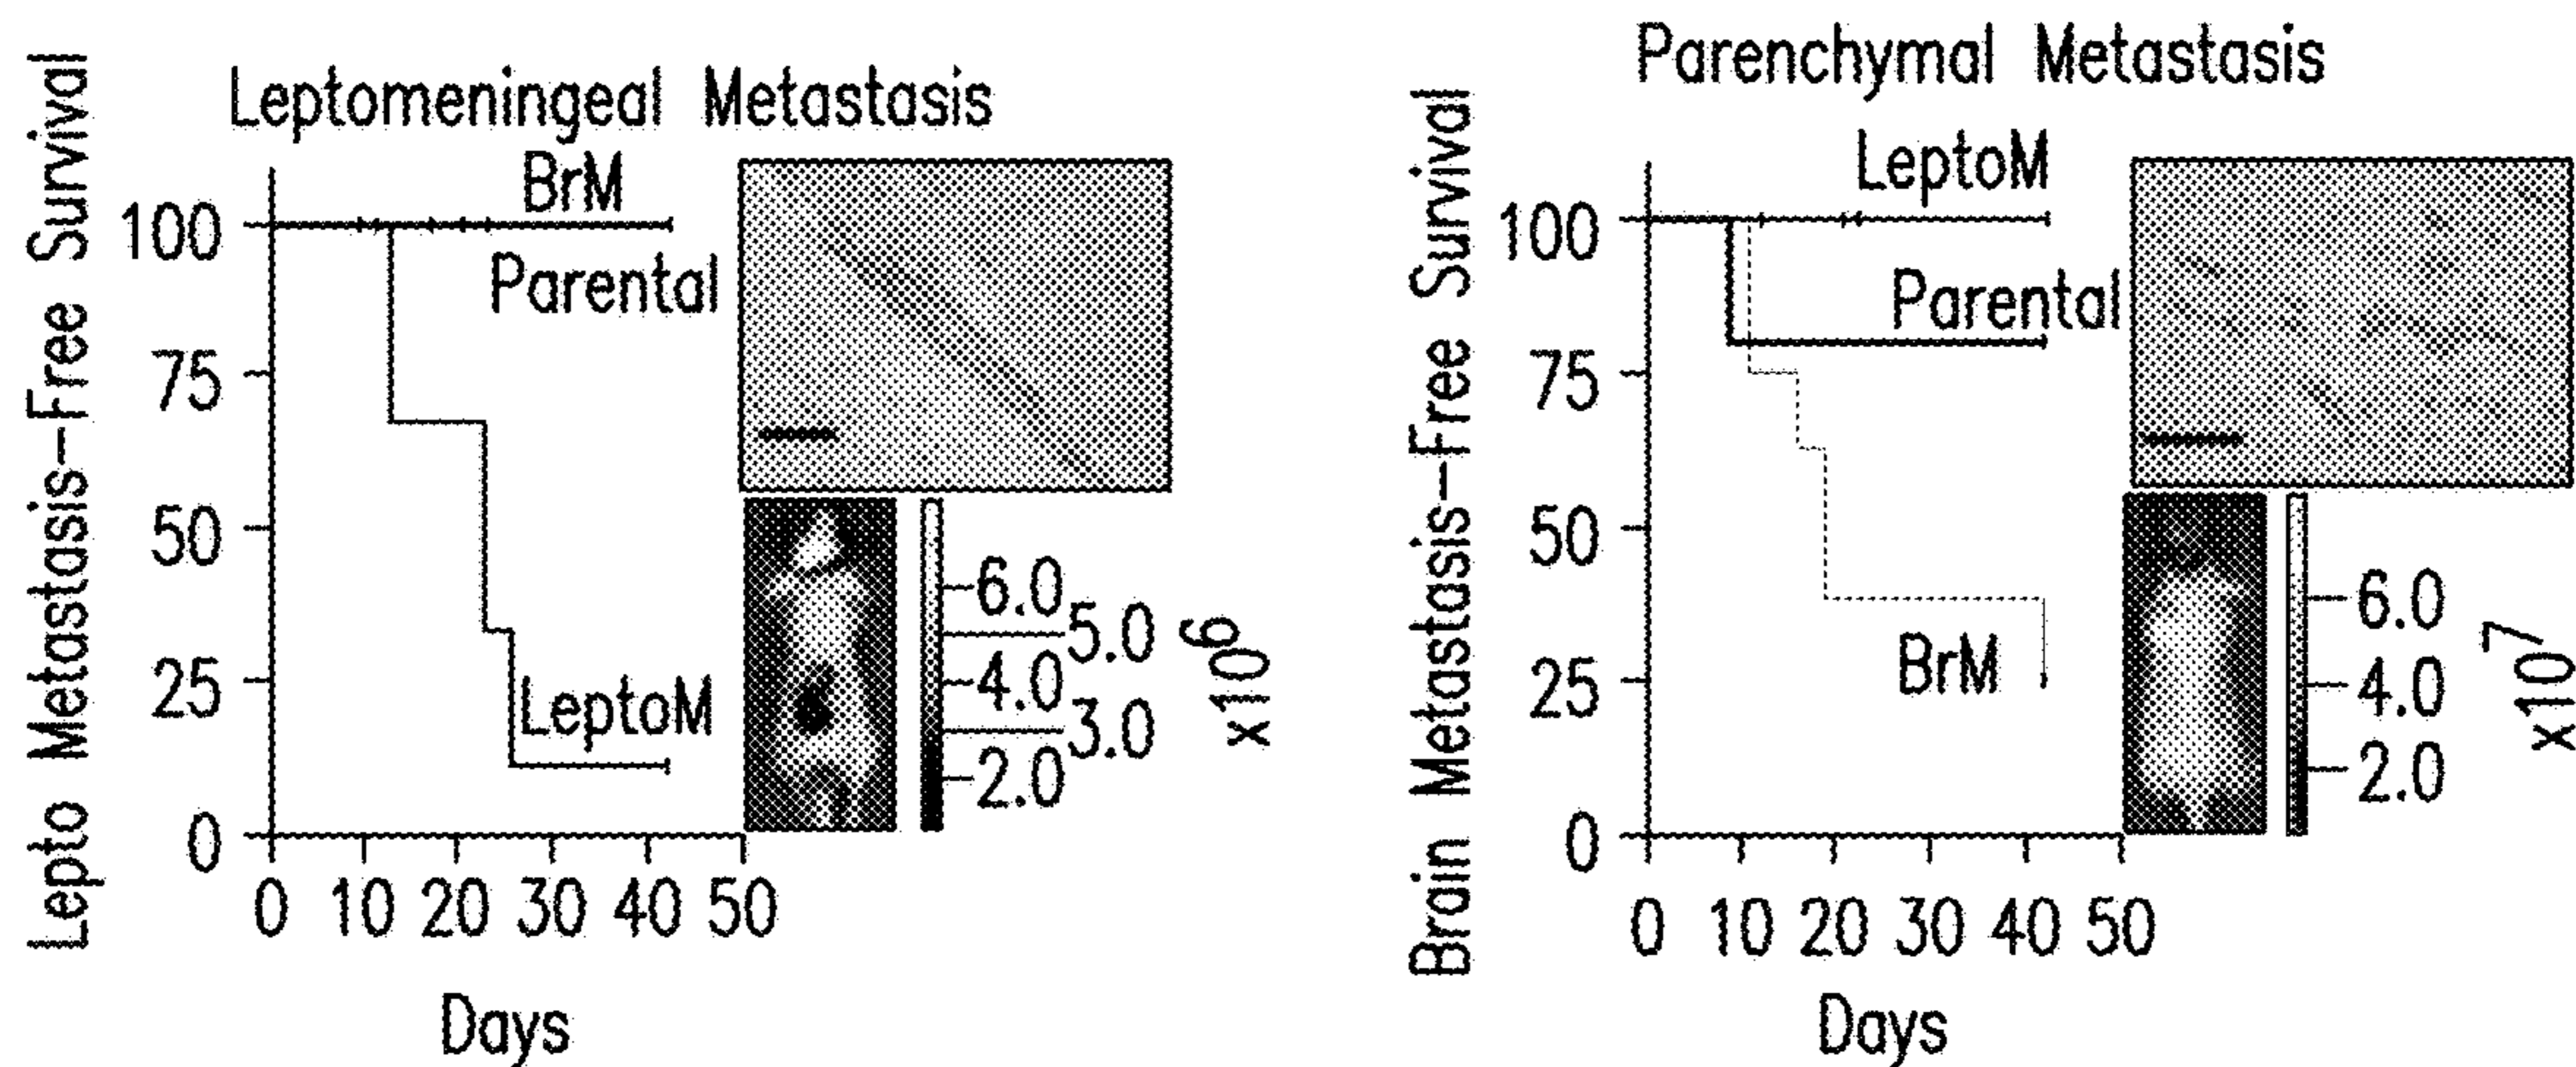 Leptomeningeal Metastasis
Lepto Metastasis-Free Survival
100
75
50
25
0
BrM
Parental
LeptoM
0 10 20 30 40 50
Days
6.0
5.0
4.0
3.0
2.0
x10^6
Parenchymal Metastasis
Brain Metastasis-Free Survival
100
75
50
25
0
LeptoM
Parental
BrM
0 10 20 30 40 50
Days
6.0
4.0
2.0
x10^7